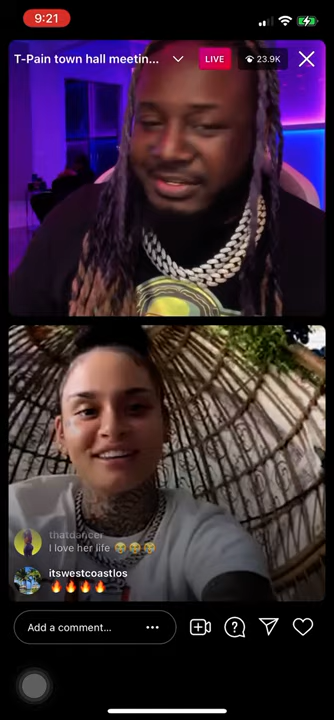 9:21
T-Pain town hall meetin...
LIVE
23.9K
thatdancer
I love her life 😂😂😂
itswestcoastlos
🔥🔥🔥🔥
Add a comment...